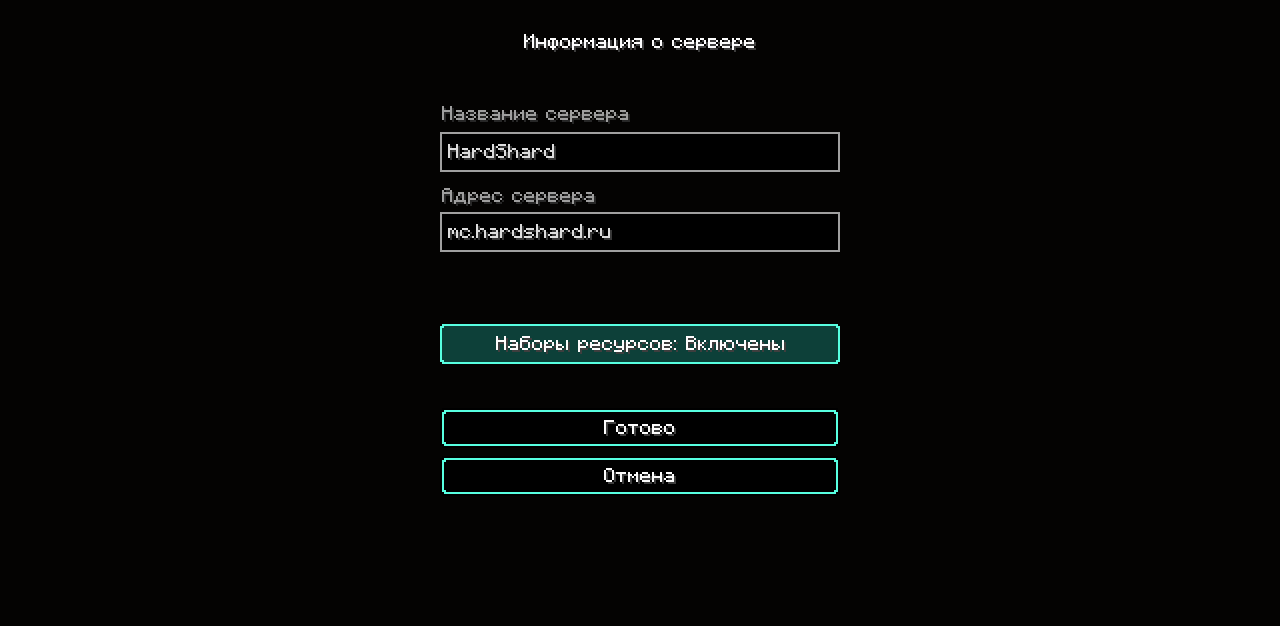 Информация о сервере
Название сервера
HardShard
Адрес сервера
mc.hardshard.ru
Наборы ресурсов: Включены
Готово
Отмена